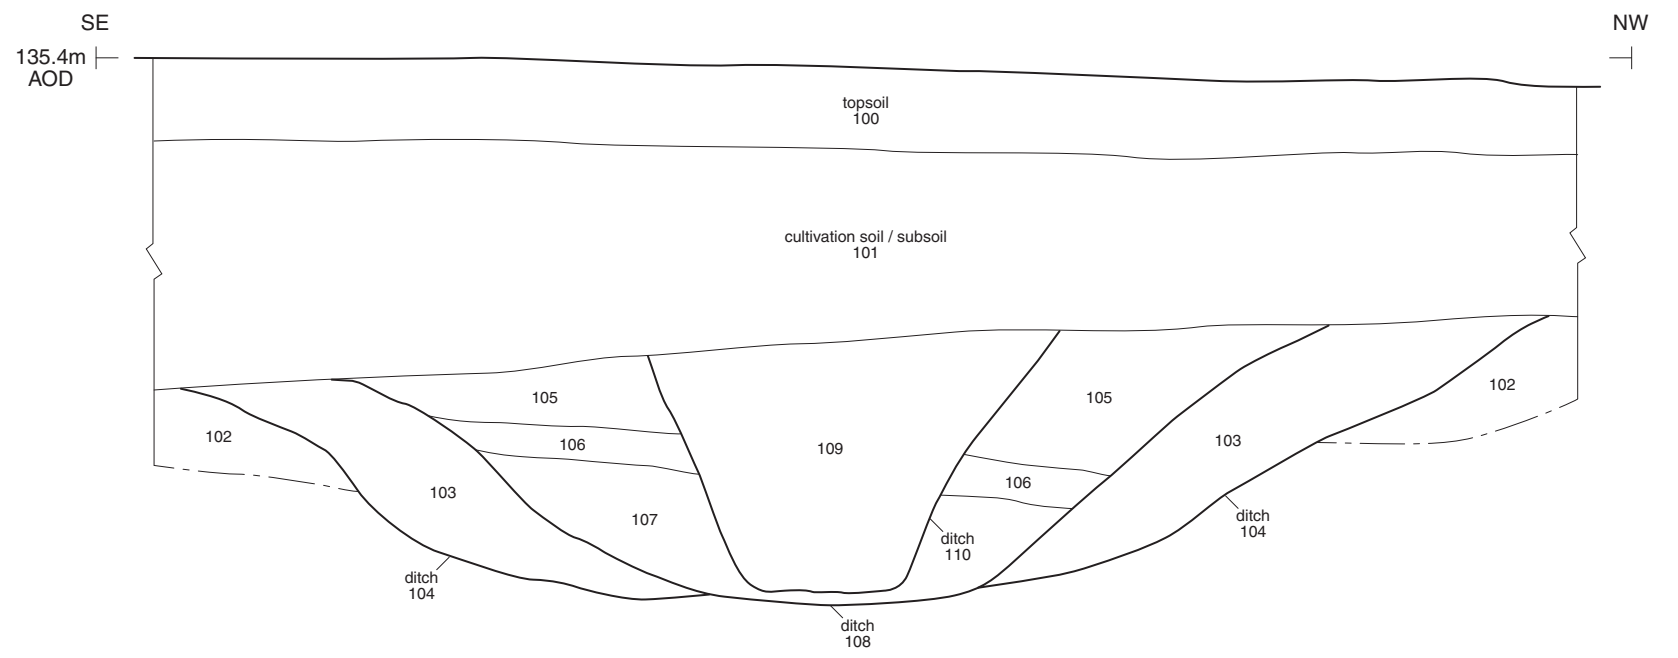 SE
NW
135.4m
AOD
topsoil
100
cultivation soil / subsoil
101
102
105
105
102
106
109
103
103
106
107
ditch
110
ditch
104
ditch
104
ditch
108